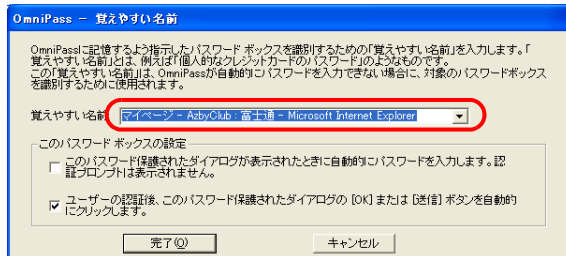 OmniPass － 覚えやすい名前
OmniPassに記憶するよう指示したパスワード ボックスを識別するための「覚えやすい名前」を入力します。「
覚えやすい名前」とは、例えば「個人的なクレジットカードのパスワード」のようなものです。
この「覚えやすい名前」は、OmniPassが自動的にパスワードを入力できない場合に、対象のパスワードボックス
を識別するために使用されます。
覚えやすい名前 マイページ - AzbyClub : 富士通 - Microsoft Internet Explorer
このパスワード ボックスの設定
このパスワード保護されたダイアログが表示されたときに自動的にパスワードを入力します。認
証プロンプトは表示されません。
ユーザーの認証後、このパスワード保護されたダイアログの [OK] または [送信] ボタンを自動的
にクリックします。
完了(O) キャンセル